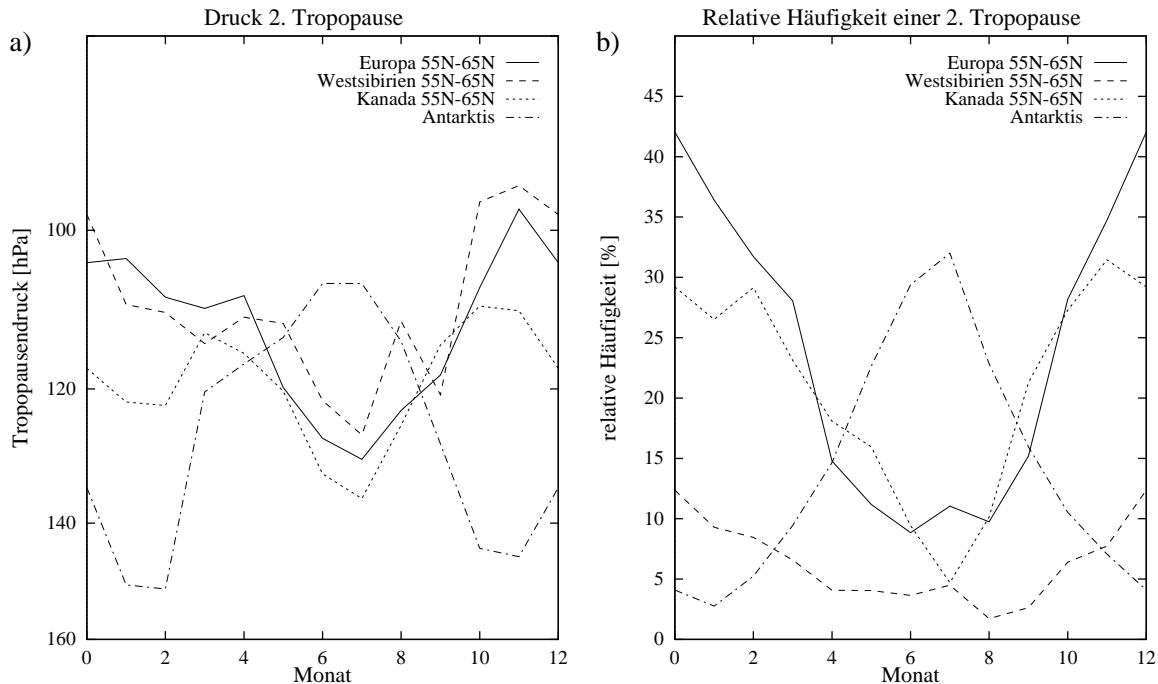 Druck 2. Tropopause
a)
Europa 55N-65N
Westsibirien 55N-65N
Kanada 55N-65N
Antarktis
100
120
140
160
Tropopausendruck [hPa]
0 2 4 6 8 10 12
Monat
Relative Häufigkeit einer 2. Tropopause
b)
Europa 55N-65N
Westsibirien 55N-65N
Kanada 55N-65N
Antarktis
45
40
35
30
25
20
15
10
5
0
relative Häufigkeit [%]
0 2 4 6 8 10 12
Monat